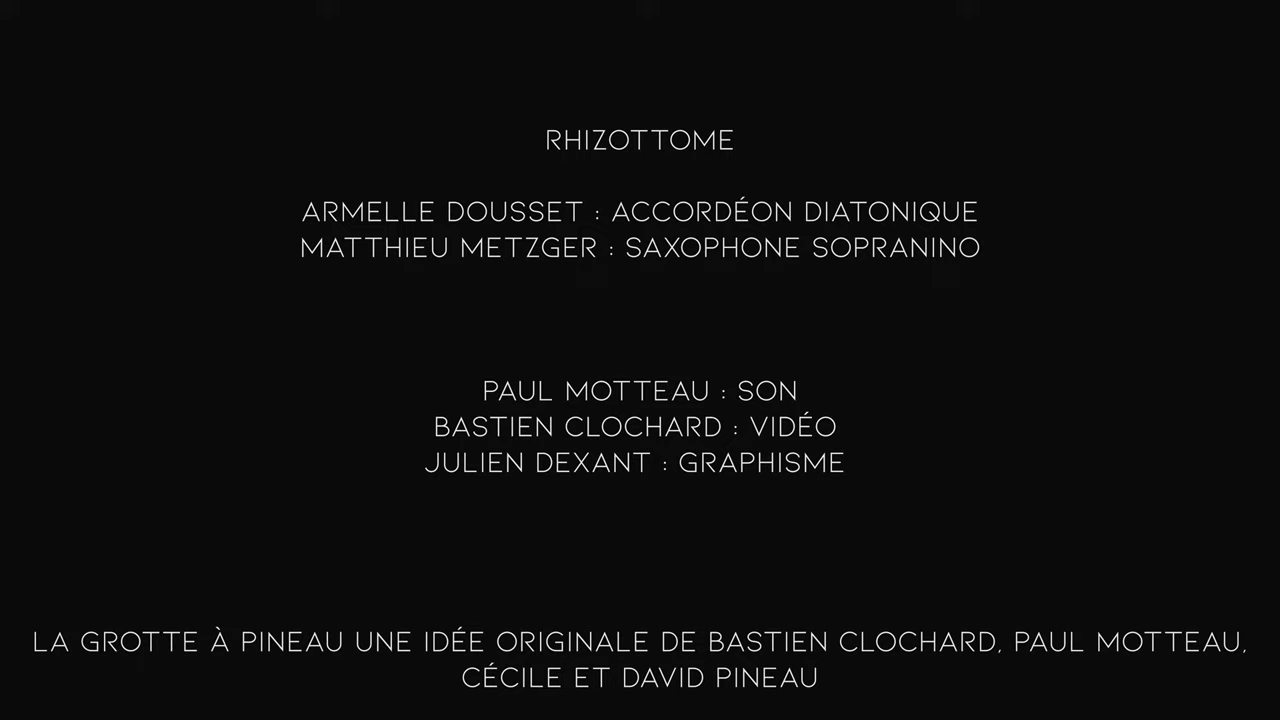 RHIZOTTOME
ARMELLE DOUSSET : ACCORDÉON DIATONIQUE
MATTHIEU METZGER : SAXOPHONE SOPRANINO
PAUL MOTTEAU : SON
BASTIEN CLOCHARD : VIDÉO
JULIEN DEXANT : GRAPHISME
LA GROTTE À PINEAU UNE IDÉE ORIGINALE DE BASTIEN CLOCHARD, PAUL MOTTEAU,
CÉCILE ET DAVID PINEAU